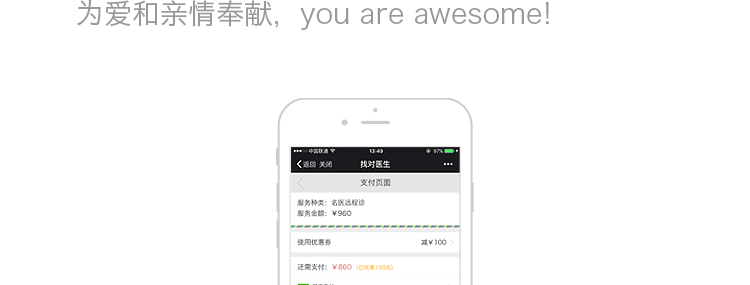 为爱和亲情奉献，you are awesome!
中国联通 13:49 97%
返回 关闭 找对医生
支付页面
服务种类：名医远程诊
服务金额：￥960
使用优惠券 减￥100
还需支付：￥860 (已优惠100元)